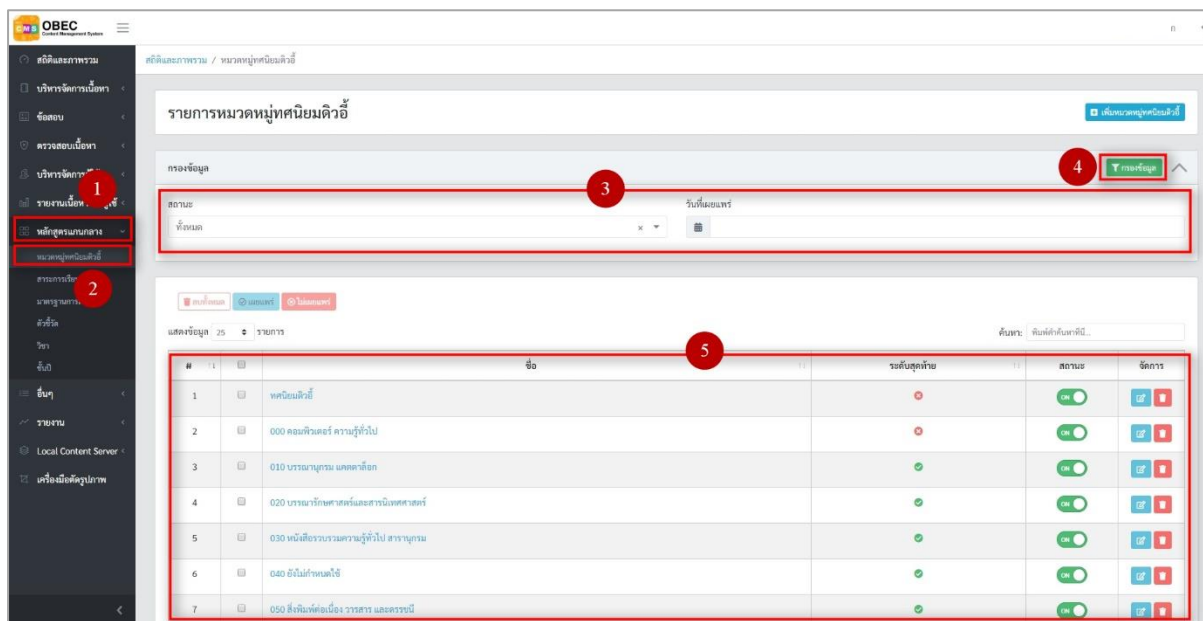 CMS OBEC
Content Management System
สถิติและภาพรวม
บริหารจัดการเนื้อหา
ข้อสอบ
ตรวจสอบเนื้อหา
บริหารจัดการ
1
รายงานเนื้อหา
หลักสูตรแกนกลาง
หมวดหมู่ทศนิยมดิวอี้
2
สาระการเรีย
มาตรฐานการ
ตัวชี้วัด
วิชา
ชั้นปี
อื่นๆ
รายงาน
Local Content Server
เครื่องมือตัดรูปภาพ
ก
สถิติและภาพรวม / หมวดหมู่ทศนิยมดิวอี้
รายการหมวดหมู่ทศนิยมดิวอี้
เพิ่มหมวดหมู่ทศนิยมดิวอี้
กรองข้อมูล
4
กรองข้อมูล
3
สถานะ
วันที่เผยแพร่
ทั้งหมด
ลบทั้งหมด เผยแพร่ ไม่เผยแพร่
แสดงข้อมูล 25 รายการ
ค้นหา: พิมพ์คำค้นหาที่นี่...
5
# ชื่อ ระดับสุดท้าย สถานะ จัดการ
1 ทศนิยมดิวอี้ ON
2 000 คอมพิวเตอร์ ความรู้ทั่วไป ON
3 010 บรรณานุกรม แคตตาล็อก ON
4 020 บรรณารักษศาสตร์และสารนิเทศศาสตร์ ON
5 030 หนังสือรวบรวมความรู้ทั่วไป สารานุกรม ON
6 040 ยังไม่กำหนดใช้ ON
7 050 สิ่งพิมพ์ต่อเนื่อง วารสาร และดรรชนี ON